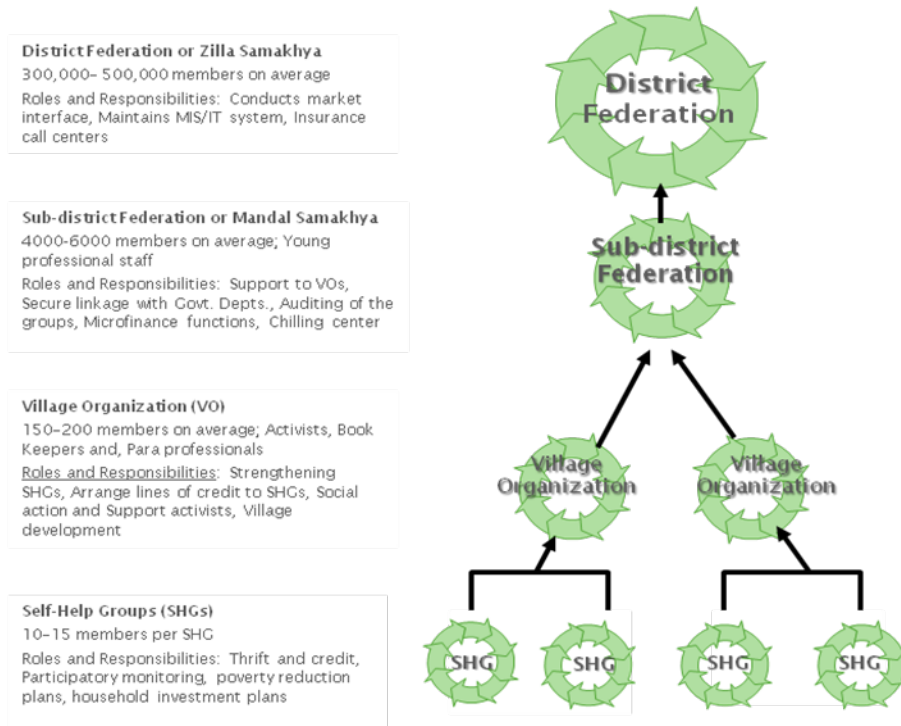 District Federation or Zilla Samakhya
300,000– 500,000 members on average
Roles and Responsibilities: Conducts market
interface, Maintains MIS/IT system, Insurance
call centers
District
Federation
Sub-district Federation or Mandal Samakhya
4000-6000 members on average; Young
professional staff
Roles and Responsibilities: Support to VOs,
Secure linkage with Govt. Depts., Auditing of the
groups, Microfinance functions, Chilling center
Sub-district
Federation
Village Organization (VO)
150–200 members on average; Activists, Book
Keepers and, Para professionals
Roles and Responsibilities: Strengthening
SHGs, Arrange lines of credit to SHGs, Social
action and Support activists, Village
development
Village
Organization
Village
Organization
Self-Help Groups (SHGs)
10–15 members per SHG
Roles and Responsibilities: Thrift and credit,
Participatory monitoring, poverty reduction
plans, household investment plans
SHG
SHG
SHG
SHG